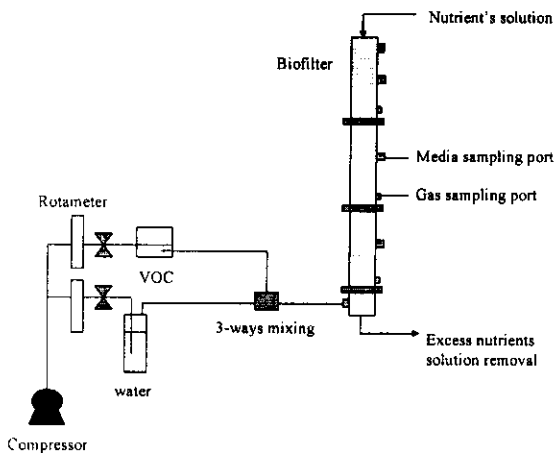 Nutrient's solution
Biofilter
Media sampling port
Gas sampling port
Rotameter
VOC
3-ways mixing
water
Excess nutrients
solution removal
Compressor